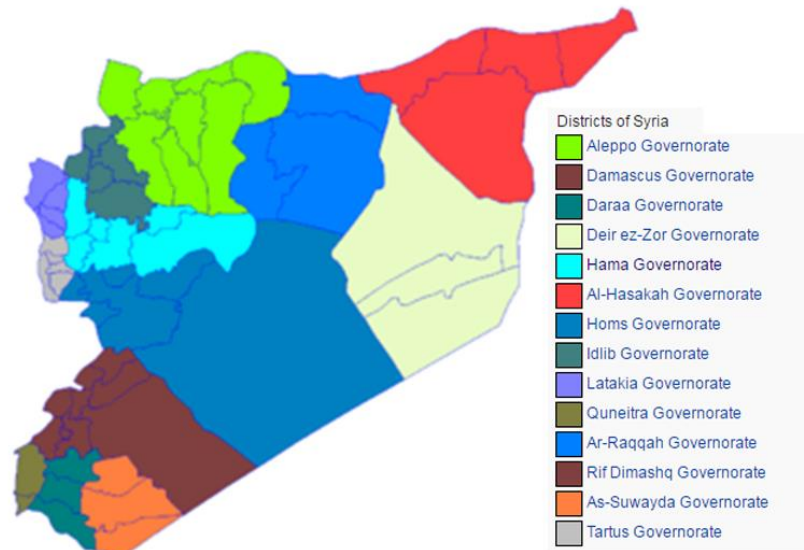 Districts of Syria
Aleppo Governorate
Damascus Governorate
Daraa Governorate
Deir ez-Zor Governorate
Hama Governorate
Al-Hasakah Governorate
Homs Governorate
Idlib Governorate
Latakia Governorate
Quneitra Governorate
Ar-Raqqah Governorate
Rif Dimashq Governorate
As-Suwayda Governorate
Tartus Governorate